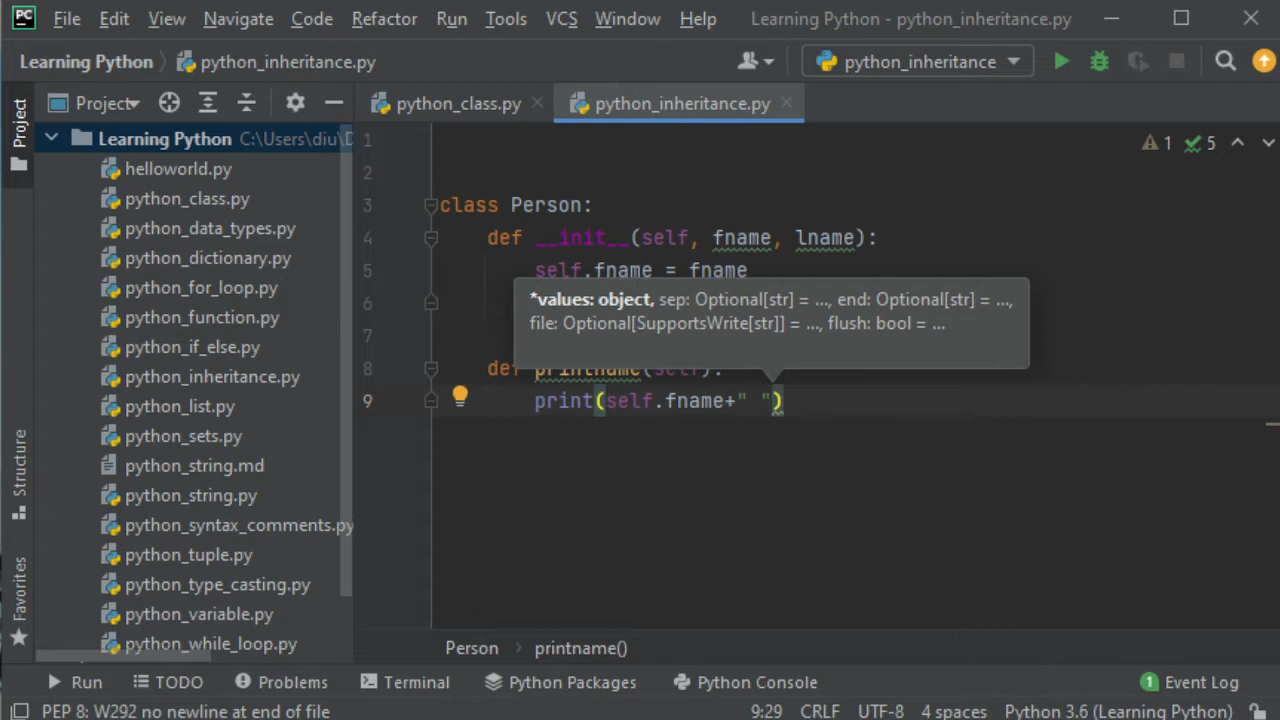 PC File Edit View Navigate Code Refactor Run Tools VCS Window Help Learning Python - python_inheritance.py
Learning Python python_inheritance.py python_inheritance
Project Project python_class.py python_inheritance.py
Learning Python C:\Users\diu\D
helloworld.py
python_class.py
python_data_types.py
python_dictionary.py
python_for_loop.py
python_function.py
python_if_else.py
python_inheritance.py
python_list.py
python_sets.py
python_string.md
python_string.py
python_syntax_comments.py
python_tuple.py
python_type_casting.py
python_variable.py
python_while_loop.py
Structure
Favorites
1 1 5
2
3 class Person:
4 def __init__(self, fname, lname):
5 self.fname = fname
*values: object, sep: Optional[str] = ..., end: Optional[str] = ...,
6
file: Optional[SupportsWrite[str]] = ..., flush: bool = ...
7
8 def printname(self):
9 print(self.fname+" ")
Person printname()
Run TODO Problems Terminal Python Packages Python Console 1 Event Log
PEP 8: W292 no newline at end of file 9:29 CRLF UTF-8 4 spaces Python 3.6 (Learning Python)